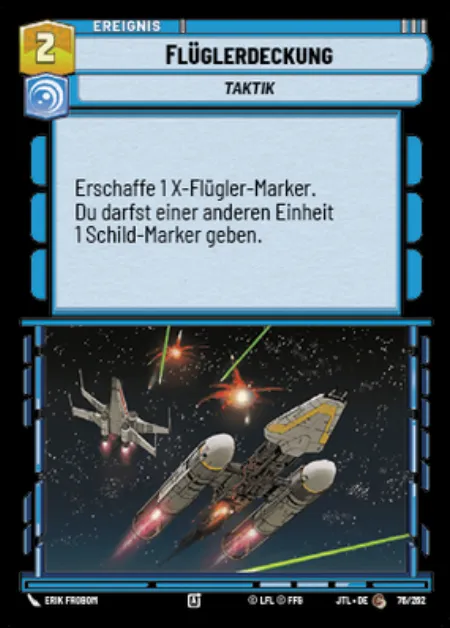 EREIGNIS
2
FLÜGLERDECKUNG
TAKTIK
Erschaffe 1 X-Flügler-Marker.
Du darfst einer anderen Einheit
1 Schild-Marker geben.
ERIK FROBOM
A
© LFL © FFG
JTL • DE
76/262